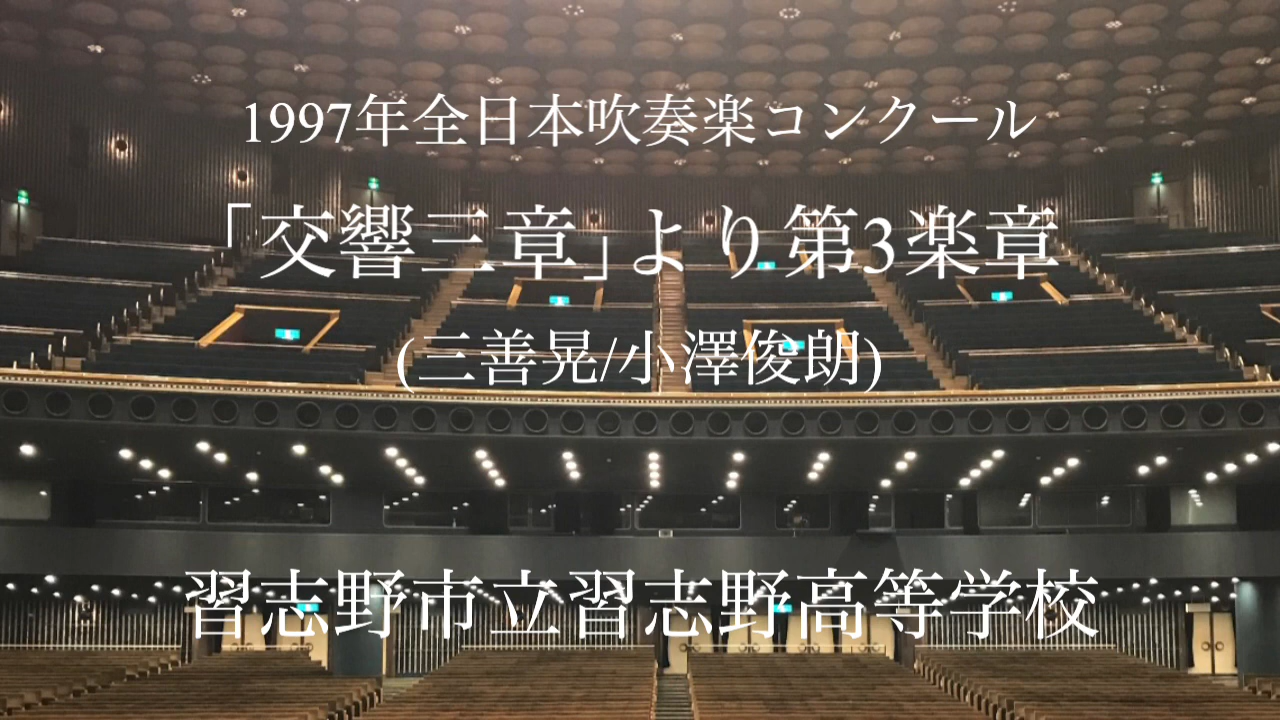 1997年全日本吹奏楽コンクール
「交響三章」より第3楽章
(三善晃/小澤俊朗)
習志野市立習志野高等学校